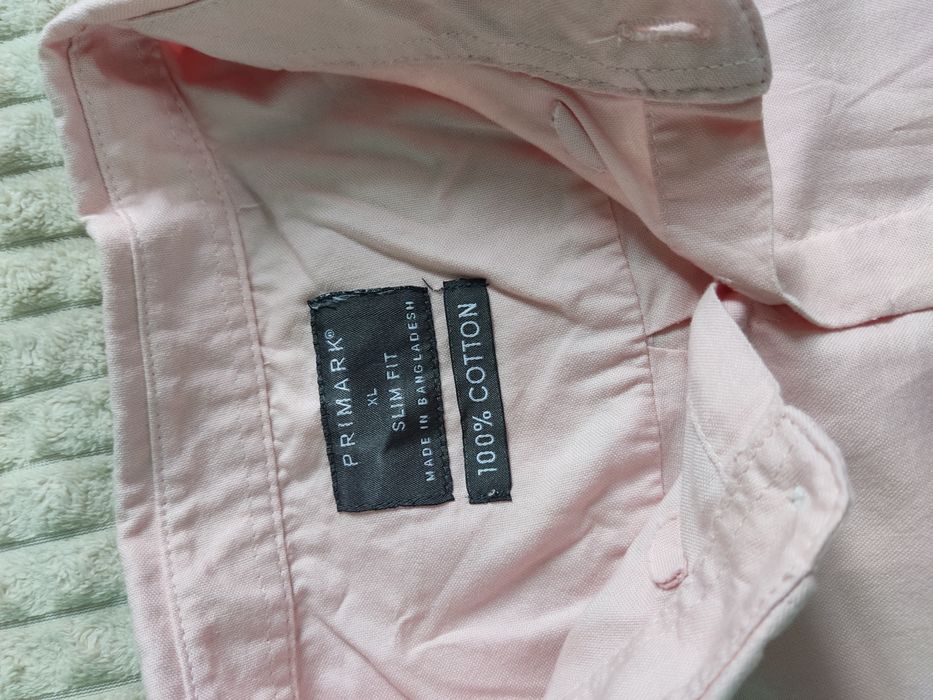 PRIMARK®
XL
SLIM FIT
MADE IN BANGLADESH
100% COTTON